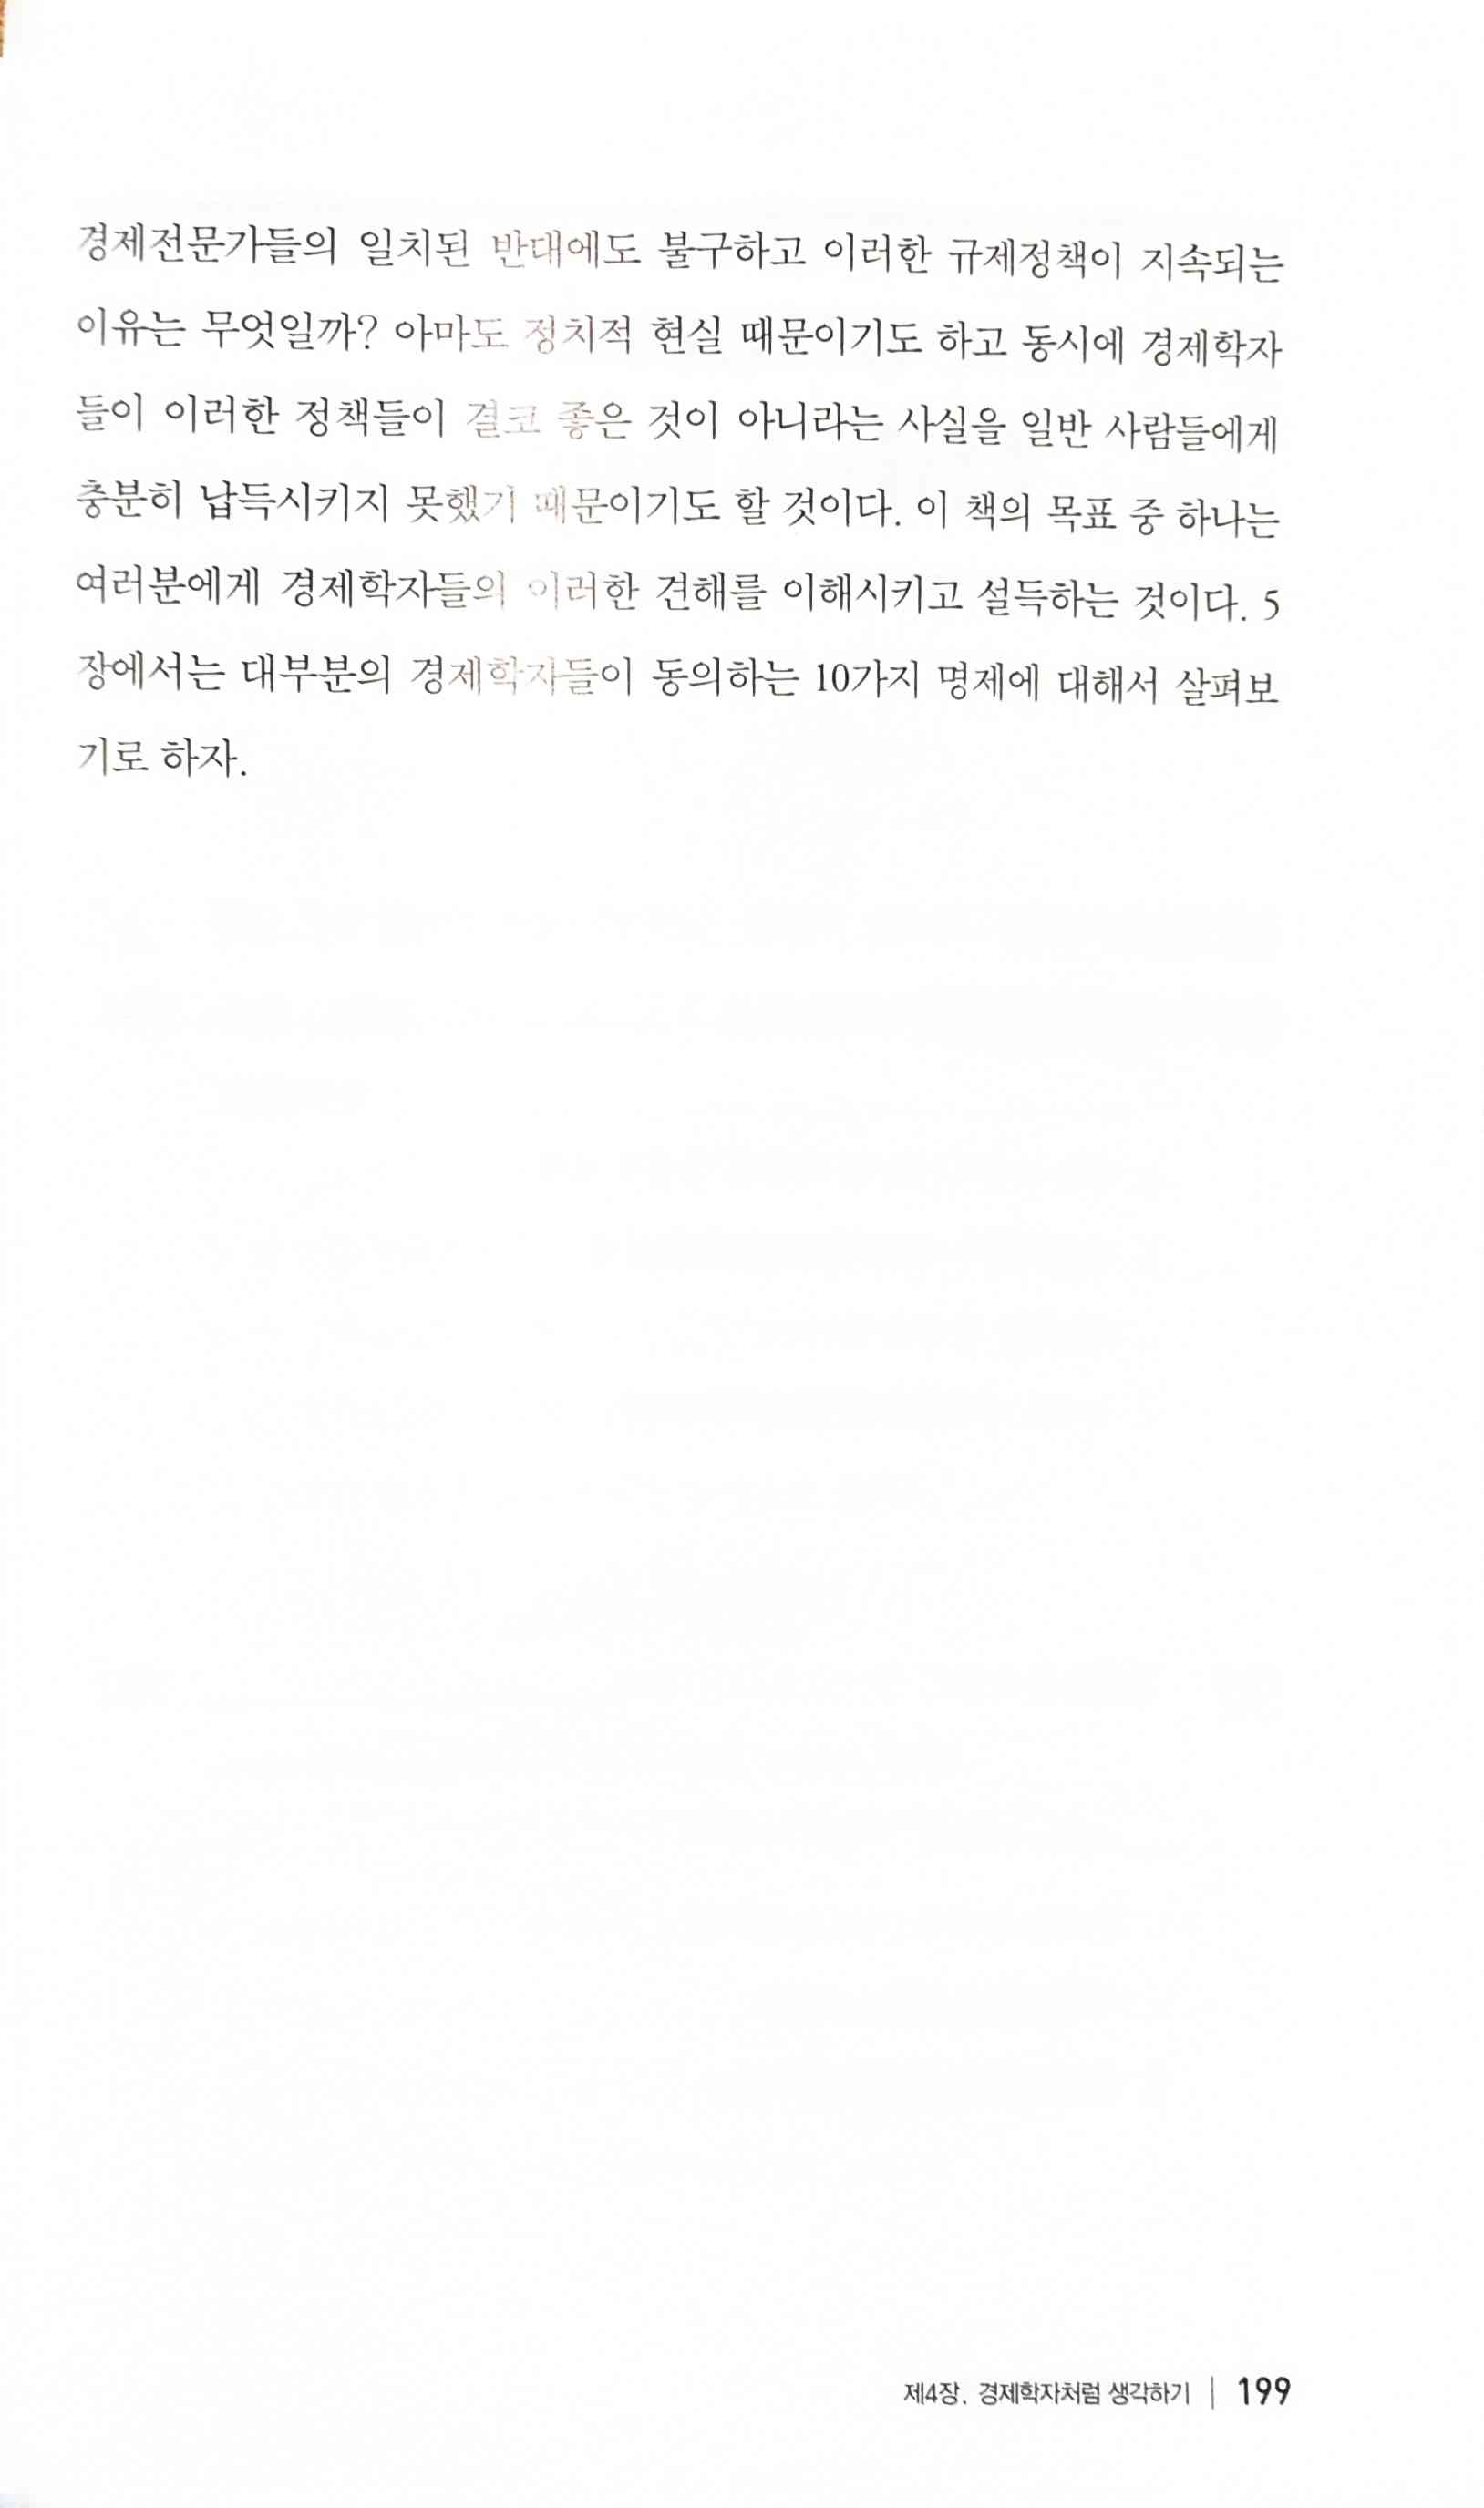 경제전문가들의 일치된 반대에도 불구하고 이러한 규제정책이 지속되는
이유는 무엇일까? 아마도 정치적 현실 때문이기도 하고 동시에 경제학자
들이 이러한 정책들이 결코 좋은 것이 아니라는 사실을 일반 사람들에게
충분히 납득시키지 못했기 때문이기도 할 것이다. 이 책의 목표 중 하나는
여러분에게 경제학자들의 이러한 견해를 이해시키고 설득하는 것이다. 5
장에서는 대부분의 경제학자들이 동의하는 10가지 명제에 대해서 살펴보
기로 하자.
제4장. 경제학자처럼 생각하기 | 199